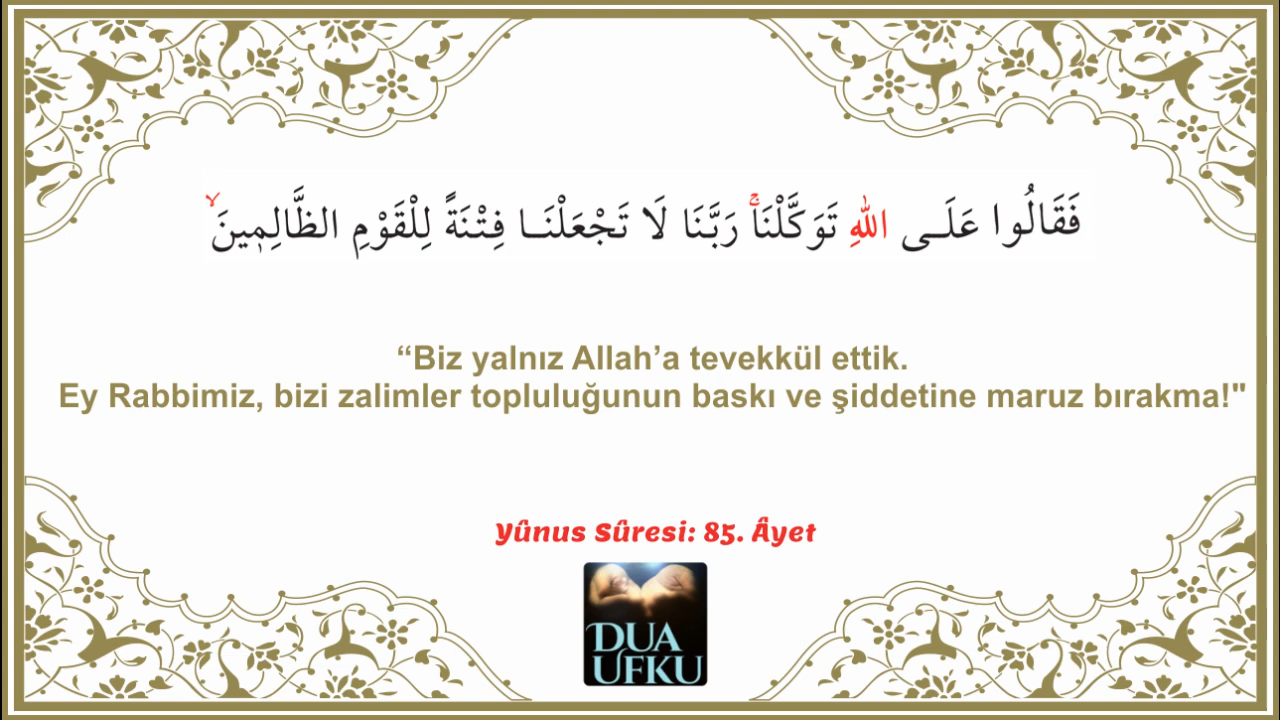 فَقَالُوا عَلَى اللّٰهِ تَوَكَّلْنَاۚ رَبَّنَا لَا تَجْعَلْنَا فِتْنَةً لِلْقَوْمِ الظَّالِم۪ينَۙ
“Biz yalnız Allah’a tevekkül ettik.
Ey Rabbimiz, bizi zalimler topluluğunun baskı ve şiddetine maruz bırakma!"
Yûnus Sûresi: 85. Âyet
DUA
UFKU